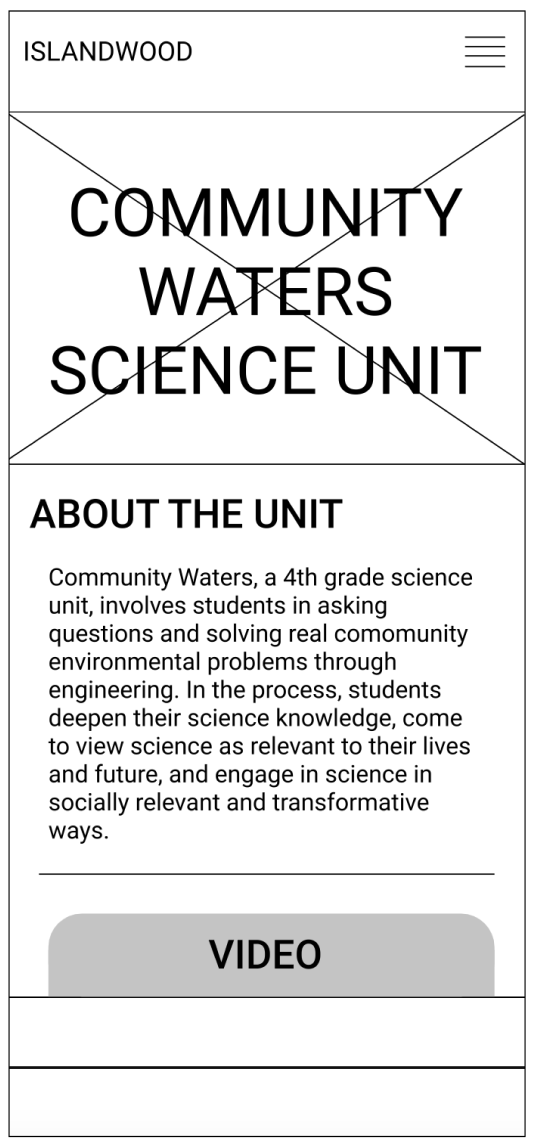 ISLANDWOOD
COMMUNITY
WATERS
SCIENCE UNIT
ABOUT THE UNIT
Community Waters, a 4th grade science
unit, involves students in asking
questions and solving real comomunity
environmental problems through
engineering. In the process, students
deepen their science knowledge, come
to view science as relevant to their lives
and future, and engage in science in
socially relevant and transformative
ways.
VIDEO